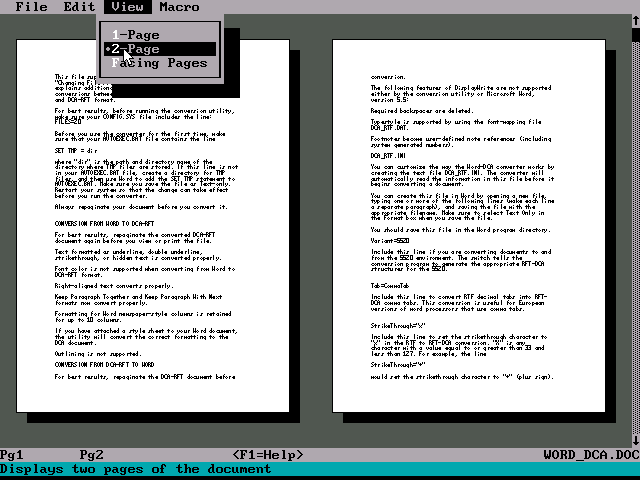 File Edit View Macro
1-Page
•2-Page
Facing Pages
This file sup
"Changing Fil
explains addition
conversions betwe
and DCA-RFT format.
For best results, before running the conversion utility,
make sure your CONFIG.SYS file includes the line:
FILES=20
Before you use the converter for the first time, make
sure that your AUTOEXEC.BAT file contains the line
SET TMP = dir
where "dir" is the path and directory name of the
directory where TMP files are stored. If this line is not
in your AUTOEXEC.BAT file, create a directory for TMP
files, and then use Word to add the SET TMP statement to
AUTOEXEC.BAT. Make sure you save the file as Text-only.
Restart your system so that the change can take effect
before you run the converter.
Always repaginate your document before you convert it.
CONVERSION FROM WORD TO DCA-RFT
For best results, repaginate the converted DCA-RFT
document again before you view or print the file.
Text formatted as underline, double underline,
strikethrough, or hidden text is converted properly.
Font color is not supported when converting from Word to
DCA-RFT format.
Right-aligned text converts properly.
Keep Paragraph Together and Keep Paragraph With Next
formats now convert properly.
Formatting for Word newspaper-style columns is retained
for up to 10 columns.
If you have attached a style sheet to your Word document,
the utility will convert the correct formatting to the
DCA document.
Outlining is not supported.
CONVERSION FROM DCA-RFT TO WORD
For best results, repaginate the DCA-RFT document before
conversion.
The following features of DisplayWrite are not supported
either by the conversion utility or Microsoft Word,
version 5.5:
Required backspaces are deleted.
Typestyle is supported by using the font-mapping file
DCA_RTF.DAT.
Footnotes become user-defined note references (including
system generated numbers).
DCA_RTF.INI
You can customize the way the Word-DCA converter works by
creating the text file DCA_RTF.INI. The converter will
automatically read the infomation in this file before it
begins converting a document.
You can create this file in Word by opening a new file,
typing one or more of the following lines (make each line
a separate paragraph), and saving the file with the
appropriate filename. Make sure to select Text Only in
the Format box when you save the file.
You should save this file in the Word program directory.
Variant=5520
Include this line if you are converting documents to and
from the 5520 environment. The switch tells the
conversion program to generate the appropriate RFT-DCA
structures for the 5520.
Tab=CommaTab
Include this line to convert RTF decimal tabs into RFT-
DCA comma tabs. This conversion is useful for European
versions of word processors that use comma tabs.
StrikeThrough="%"
Include this line to set the strikethrough character to
"%" in the RTF to RFT-DCA conversion. "%" is any
character with a value equal to or greater than 33 and
less than 127. For example, the line
StrikeThrough="+"
would set the strikethrough character to "+" (plus sign).
Pg1 Pg2 <F1=Help> WORD_DCA.DOC
Displays two pages of the document